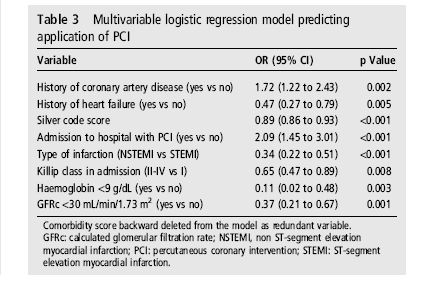 Table 3 Multivariable logistic regression model predicting
application of PCI
Variable OR (95% CI) p Value
History of coronary artery disease (yes vs no) 1.72 (1.22 to 2.43) 0.002
History of heart failure (yes vs no) 0.47 (0.27 to 0.79) 0.005
Silver code score 0.89 (0.86 to 0.93) <0.001
Admission to hospital with PCI (yes vs no) 2.09 (1.45 to 3.01) <0.001
Type of infarction (NSTEMI vs STEMI) 0.34 (0.22 to 0.51) <0.001
Killip class in admission (II-IV vs I) 0.65 (0.47 to 0.89) 0.008
Haemoglobin <9 g/dL (yes vs no) 0.11 (0.02 to 0.48) 0.003
GFRc <30 mL/min/1.73 m² (yes vs no) 0.37 (0.21 to 0.67) 0.001
Comorbidity score backward deleted from the model as redundant variable.
GFRc: calculated glomerular filtration rate; NSTEMI, non ST-segment elevation
myocardial infarction; PCI: percutaneous coronary intervention; STEMI: ST-segment
elevation myocardial infarction.